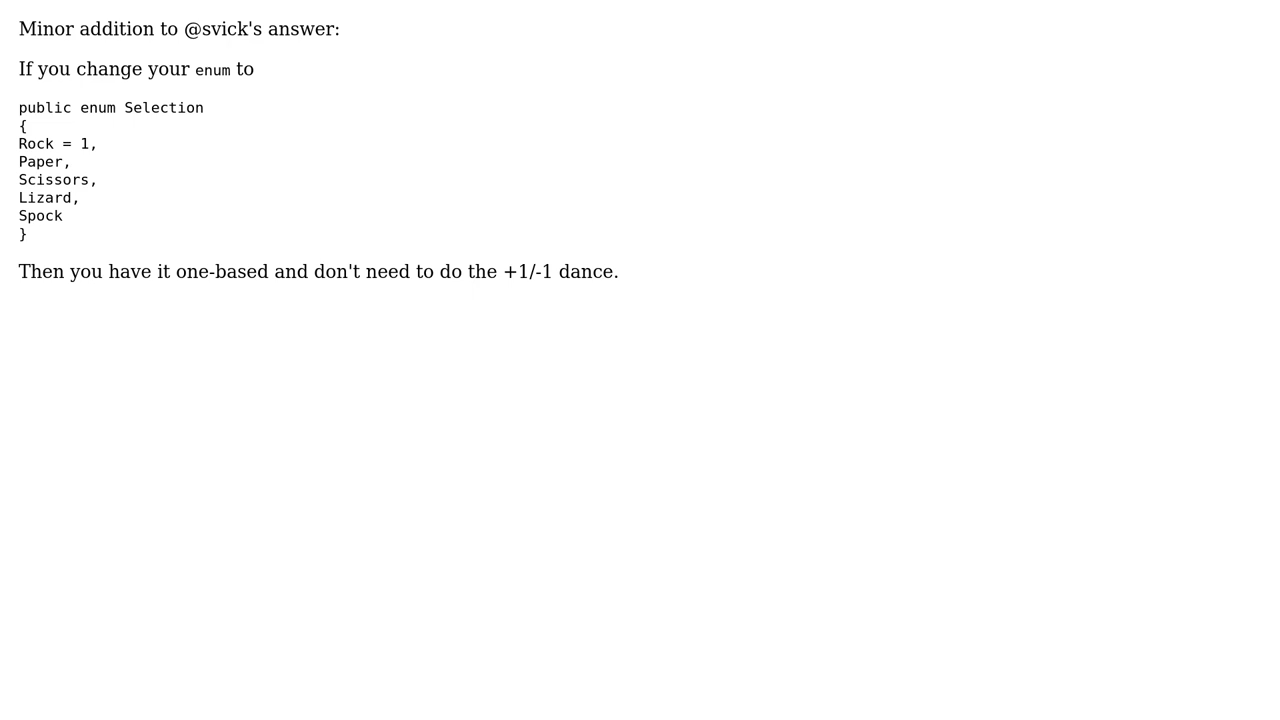 Minor addition to @svick's answer:
If you change your enum to
public enum Selection
{
Rock = 1,
Paper,
Scissors,
Lizard,
Spock
}
Then you have it one-based and don't need to do the +1/-1 dance.